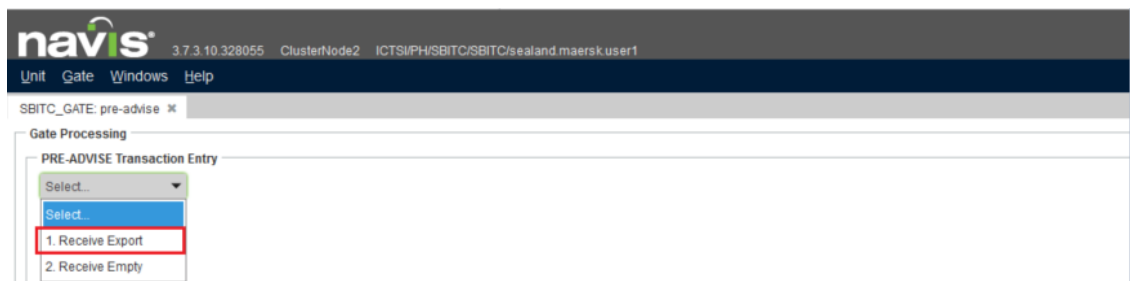 navis 3.7.3.10.328055 ClusterNode2 ICTSI/PH/SBITC/SBITC/sealand.maersk.user1
Unit Gate Windows Help
SBITC_GATE: pre-advise
Gate Processing
PRE-ADVISE Transaction Entry
Select...
Select...
1. Receive Export
2. Receive Empty